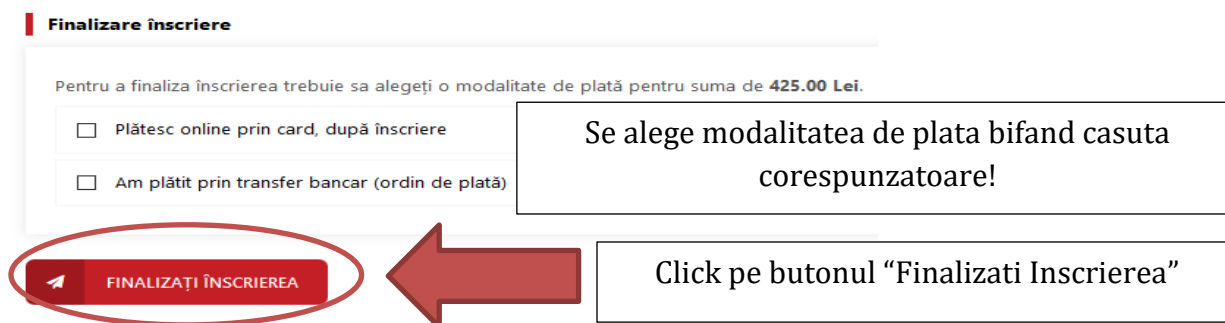 Finalizare înscriere
Pentru a finaliza înscrierea trebuie sa alegeți o modalitate de plată pentru suma de 425.00 Lei.
Plătesc online prin card, după înscriere
Se alege modalitatea de plata bifand casuta
corespunzatoare!
Am plătit prin transfer bancar (ordin de plată)
FINALIZAȚI ÎNSCRIEREA
Click pe butonul “Finalizati Inscrierea”